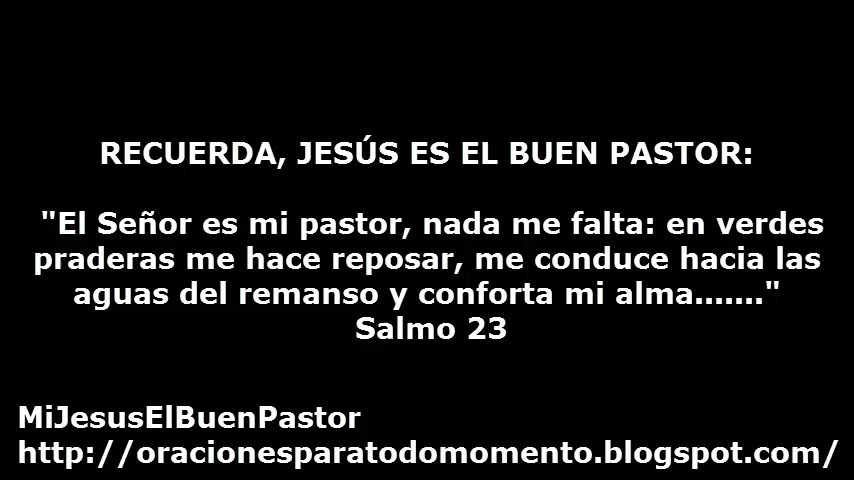 RECUERDA, JESÚS ES EL BUEN PASTOR:
"El Señor es mi pastor, nada me falta: en verdes
praderas me hace reposar, me conduce hacia las
aguas del remanso y conforta mi alma......."
Salmo 23
MiJesusElBuenPastor
http://oracionesparatodomomento.blogspot.com/